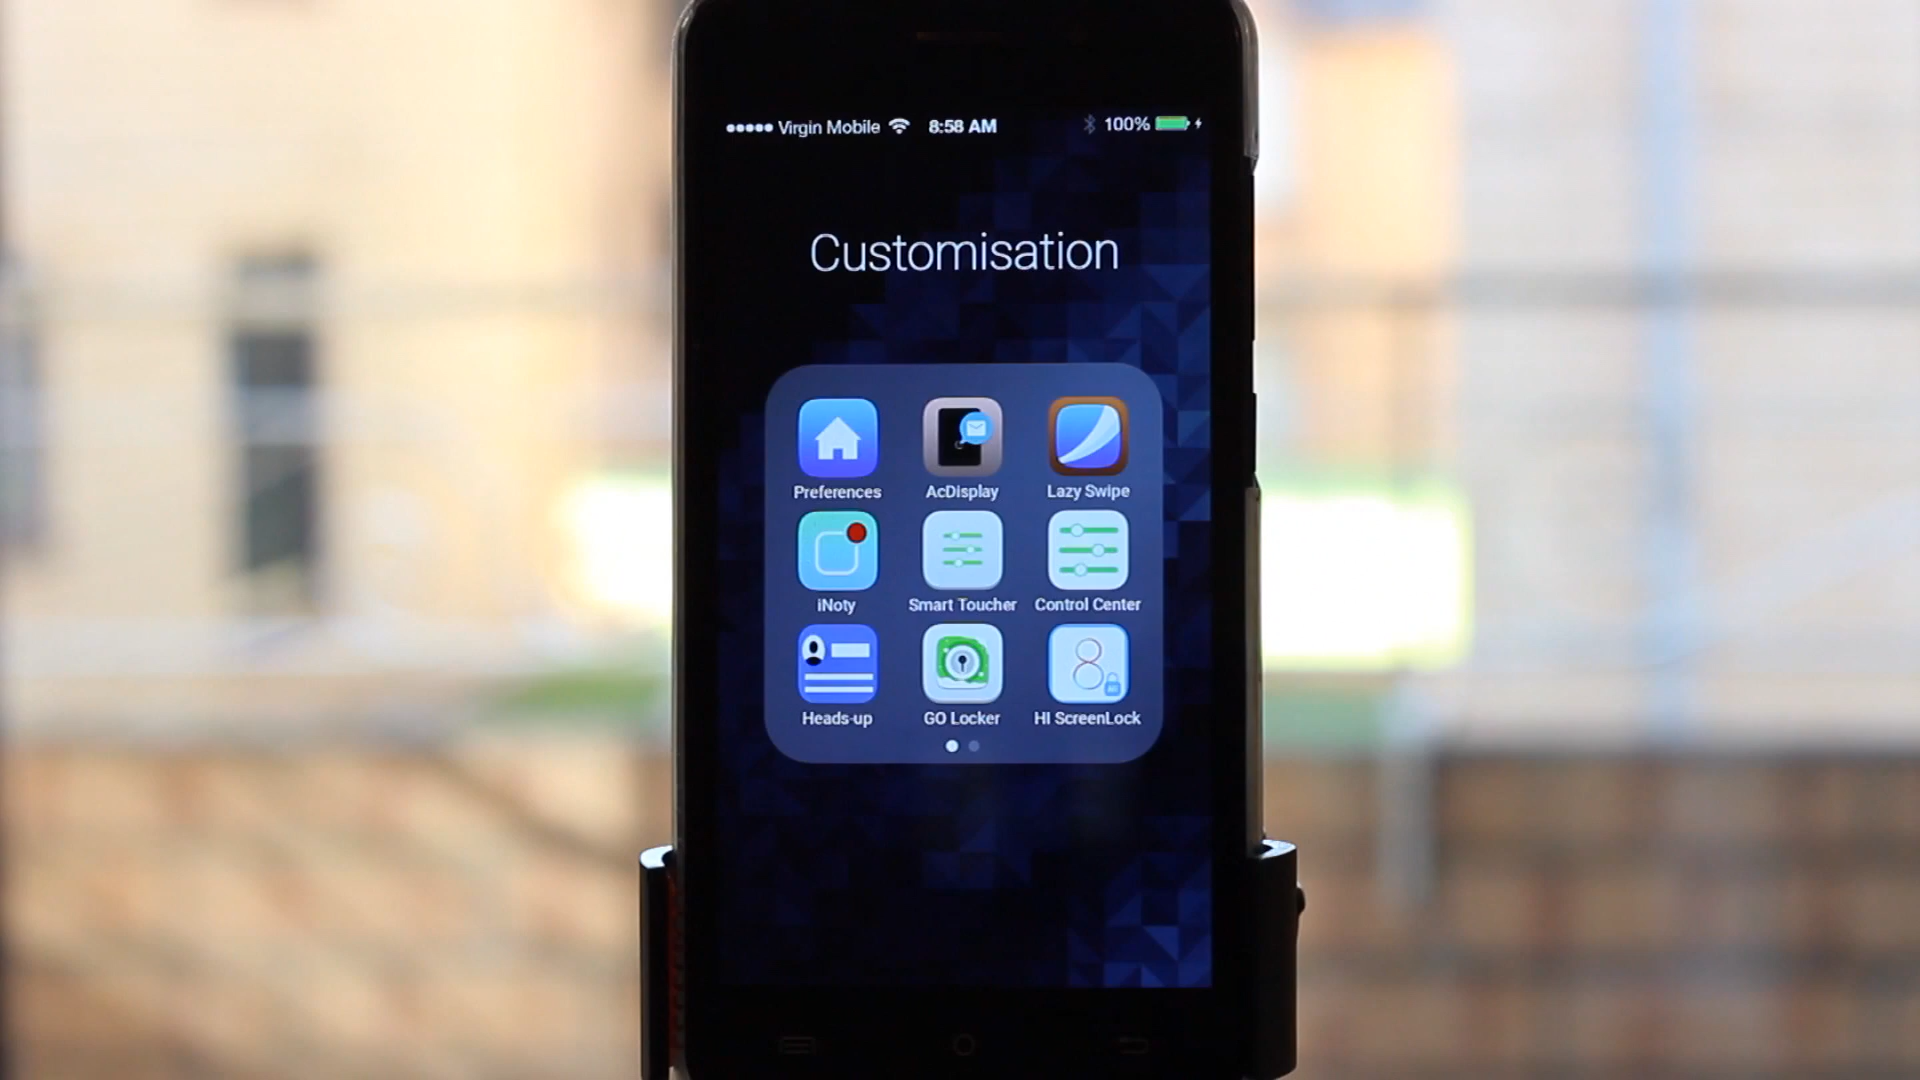 Virgin Mobile 8:58 AM 100%
Customisation
Preferences AcDisplay Lazy Swipe
iNoty Smart Toucher Control Center
8
Heads-up GO Locker HI ScreenLock